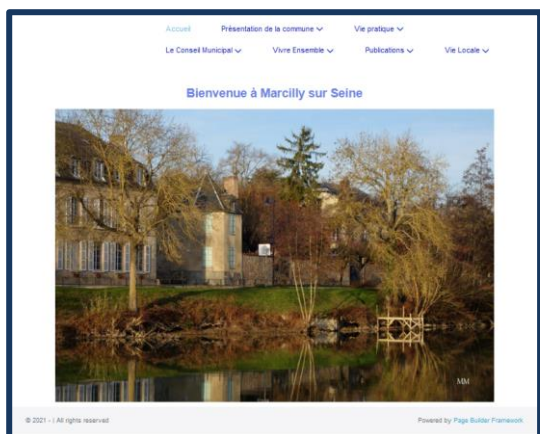 Accueil Présentation de la commune Vie pratique
Le Conseil Municipal Vivre Ensemble Publications Vie Locale
Bienvenue à Marcilly sur Seine
MM
© 2021 - | All rights reserved Powered by Page Builder Framework